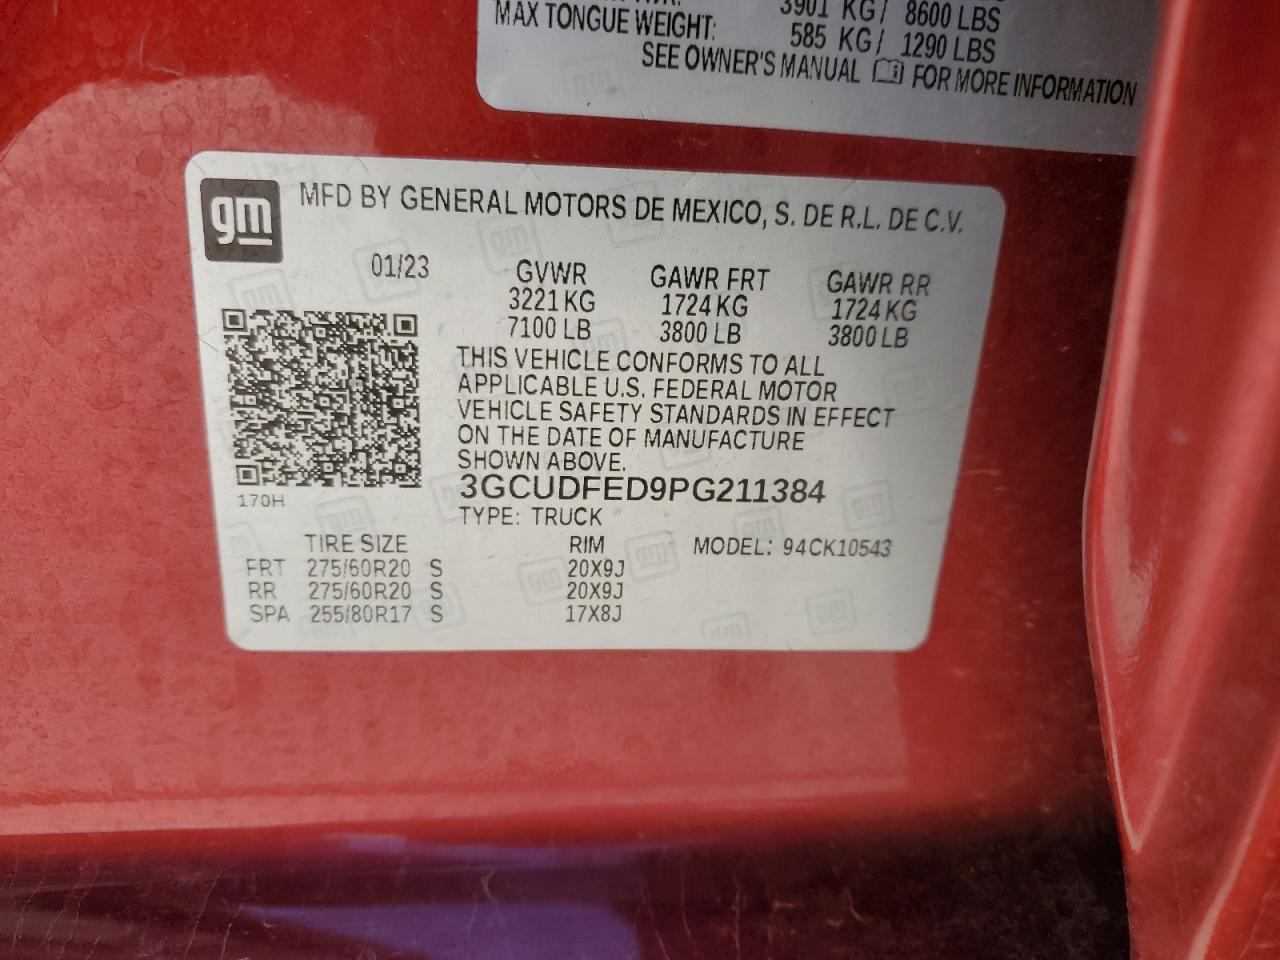 3901 KG/ 8600 LBS
MAX TONGUE WEIGHT: 585 KG/ 1290 LBS
SEE OWNER'S MANUAL FOR MORE INFORMATION
gm
MFD BY GENERAL MOTORS DE MEXICO, S. DE R.L. DE C.V.
01/23 GVWR GAWR FRT GAWR RR
3221 KG 1724 KG 1724 KG
7100 LB 3800 LB 3800 LB
THIS VEHICLE CONFORMS TO ALL
APPLICABLE U.S. FEDERAL MOTOR
VEHICLE SAFETY STANDARDS IN EFFECT
ON THE DATE OF MANUFACTURE
SHOWN ABOVE.
170H
3GCUDFED9PG211384
TYPE: TRUCK
TIRE SIZE RIM MODEL: 94CK10543
FRT 275/60R20 S 20X9J
RR 275/60R20 S 20X9J
SPA 255/80R17 S 17X8J